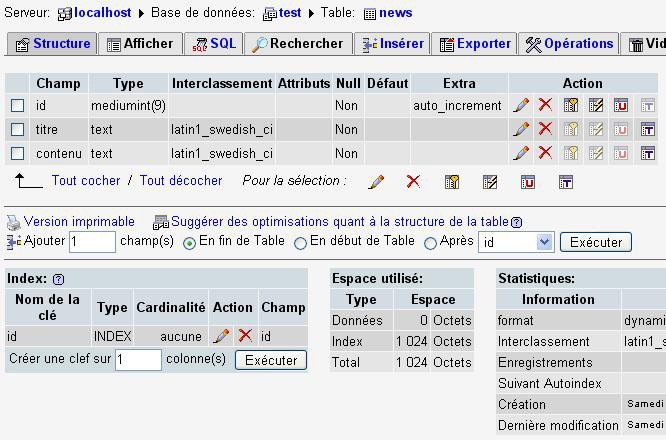 Serveur: localhost ▶ Base de données: test ▶ Table: news
Structure Afficher SQL Rechercher Insérer Exporter Opérations
Champ Type Interclassement Attributs Null Défaut Extra Action
id mediumint(9) Non auto_increment
titre text latin1_swedish_ci Non
contenu text latin1_swedish_ci Non
Tout cocher / Tout décocher Pour la sélection :
Version imprimable Suggérer des optimisations quant à la structure de la table
Ajouter 1 champ(s) En fin de Table En début de Table Après id Exécuter
Index: Espace utilisé: Statistiques:
Nom de la clé Type Cardinalité Action Champ Type Espace Information
id INDEX aucune id
Créer une clef sur 1 colonne(s) Exécuter
Données 0 Octets
Index 1 024 Octets
Total 1 024 Octets
format
Interclassement
Enregistrements
Suivant Autoindex
Création Samedi
Dernière modification Samedi